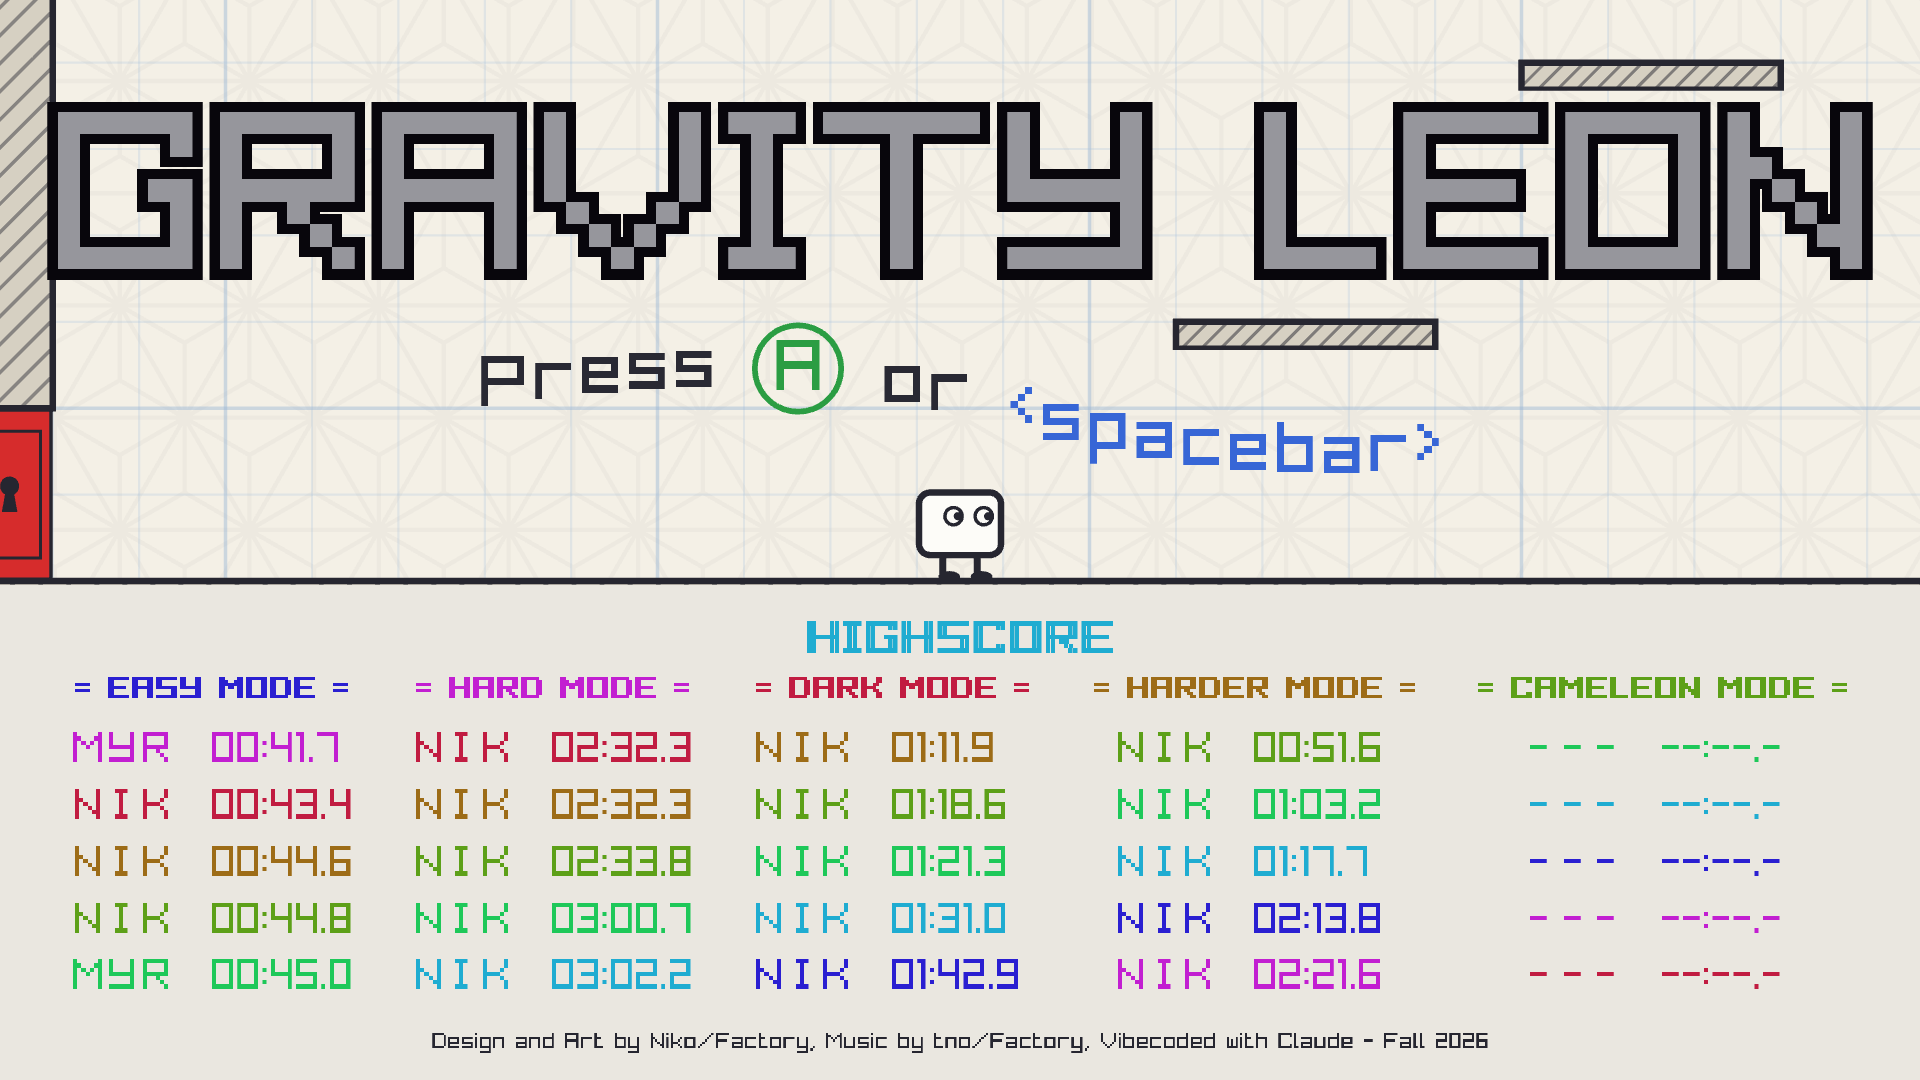 GRAVITY LEON
press A or <spacebar>
HIGHSCORE
= EASY MODE = = HARD MODE = = DARK MODE = = HARDER MODE = = CAMELEON MODE =
MYR 00:41.7 NIK 02:32.3 NIK 01:11.9 NIK 00:51.6 - - - --:--.-
NIK 00:43.4 NIK 02:32.3 NIK 01:18.6 NIK 01:03.2 - - - --:--.-
NIK 00:44.6 NIK 02:33.8 NIK 01:21.3 NIK 01:17.7 - - - --:--.-
NIK 00:44.8 NIK 03:00.7 NIK 01:31.0 NIK 02:13.8 - - - --:--.-
MYR 00:45.0 NIK 03:02.2 NIK 01:42.9 NIK 02:21.6 - - - --:--.-
Design and Art by Niko/Factory, Music by tno/Factory, Vibecoded with Claude - Fall 2026